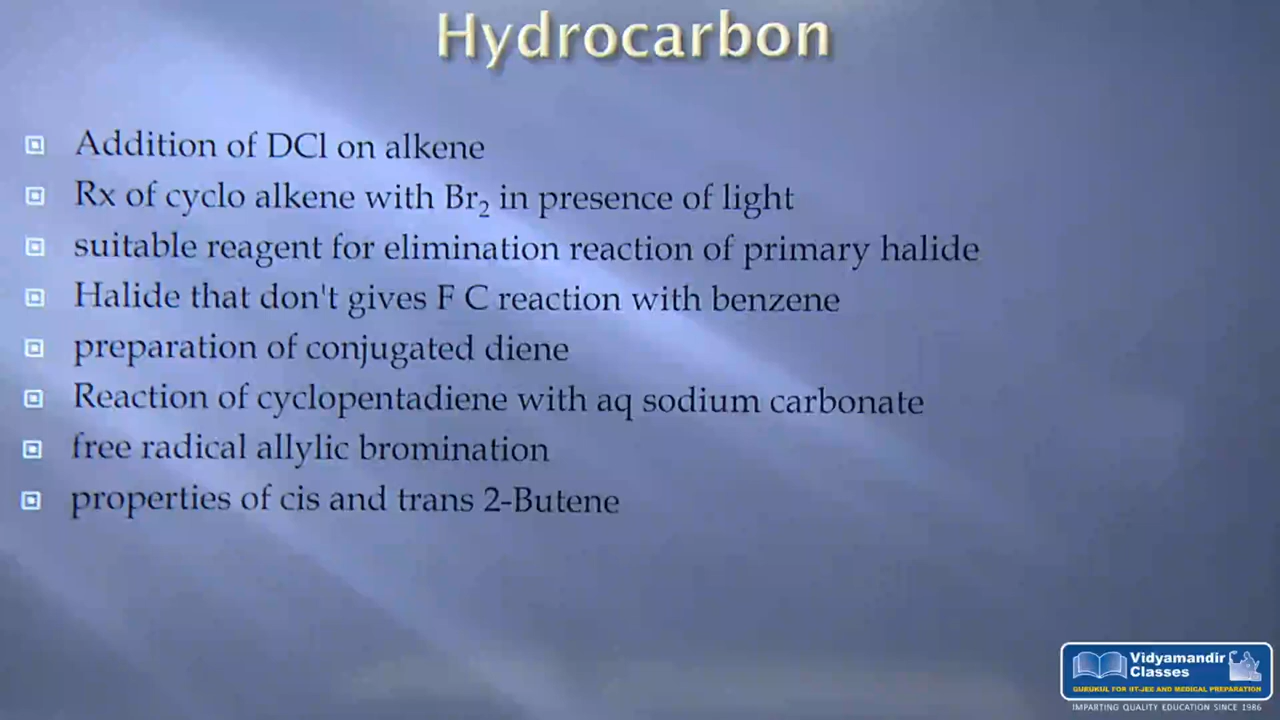 Hydrocarbon
Addition of DCl on alkene
Rx of cyclo alkene with Br₂ in presence of light
suitable reagent for elimination reaction of primary halide
Halide that don't gives F C reaction with benzene
preparation of conjugated diene
Reaction of cyclopentadiene with aq sodium carbonate
free radical allylic bromination
properties of cis and trans 2-Butene
Vidyamandir
Classes
GURUKUL FOR IIT-JEE AND MEDICAL PREPARATION
IMPARTING QUALITY EDUCATION SINCE 1986